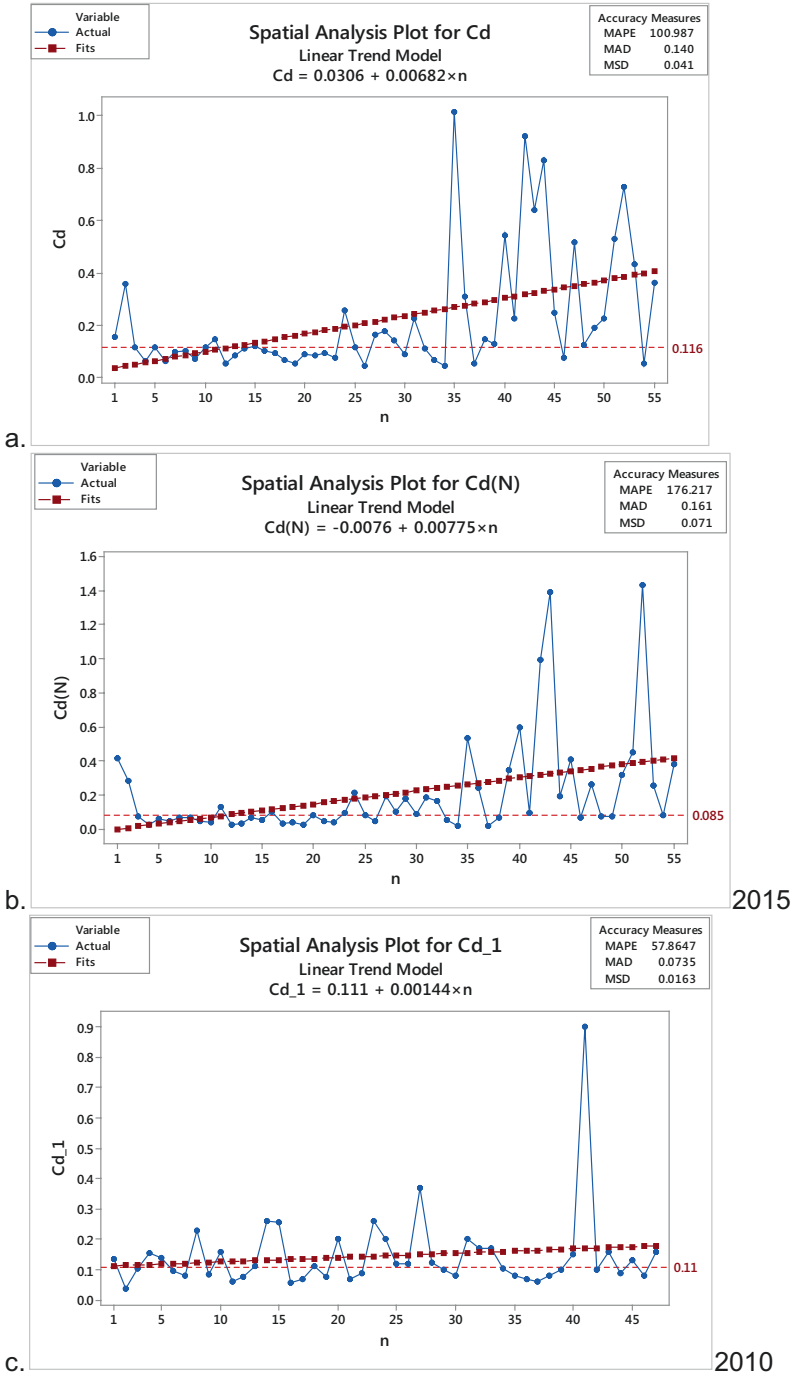 Variable
Actual
Fits
Spatial Analysis Plot for Cd
Linear Trend Model
Cd = 0.0306 + 0.00682×n
Accuracy Measures
MAPE 100.987
MAD 0.140
MSD 0.041
1.0
0.8
0.6
0.4
0.2
0.0
Cd
0.116
1 5 10 15 20 25 30 35 40 45 50 55
n
a.
Variable
Actual
Fits
Spatial Analysis Plot for Cd(N)
Linear Trend Model
Cd(N) = -0.0076 + 0.00775×n
Accuracy Measures
MAPE 176.217
MAD 0.161
MSD 0.071
1.6
1.4
1.2
1.0
0.8
0.6
0.4
0.2
0.0
Cd(N)
0.085
1 5 10 15 20 25 30 35 40 45 50 55
n
b.
2015
Variable
Actual
Fits
Spatial Analysis Plot for Cd_1
Linear Trend Model
Cd_1 = 0.111 + 0.00144×n
Accuracy Measures
MAPE 57.8647
MAD 0.0735
MSD 0.0163
0.9
0.8
0.7
0.6
0.5
0.4
0.3
0.2
0.1
0.0
Cd_1
0.11
1 5 10 15 20 25 30 35 40 45
n
c.
2010